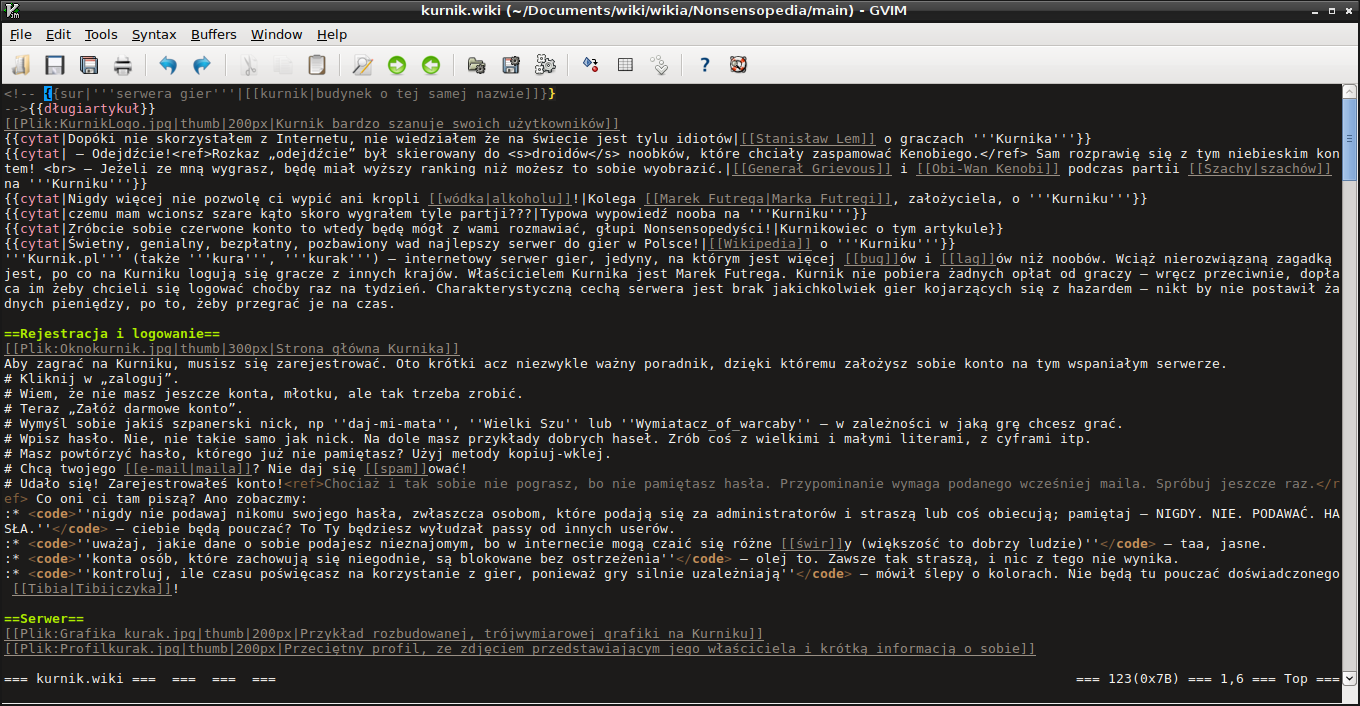 kurnik.wiki (~/Documents/wiki/wikia/Nonsensopedia/main) - GVIM
File Edit Tools Syntax Buffers Window Help
<!-- {{sur|'''serwera gier'''|[[kurnik|budynek o tej samej nazwie]]}}
-->{{długiartykuł}}
[[Plik:KurnikLogo.jpg|thumb|200px|Kurnik bardzo szanuje swoich użytkowników]]
{{cytat|Dopóki nie skorzystałem z Internetu, nie wiedziałem że na świecie jest tylu idiotów|[[Stanisław Lem]] o graczach '''Kurnika'''}}
{{cytat| – Odejdźcie!<ref>Rozkaz „odejdźcie” był skierowany do <s>droidów</s> noobków, które chciały zaspamować Kenobiego.</ref> Sam rozprawię się z tym niebieskim kon
tem! <br> – Jeżeli ze mną wygrasz, będę miał wyższy ranking niż możesz to sobie wyobrazić.|[[Generał Grievous]] i [[Obi-Wan Kenobi]] podczas partii [[Szachy|szachów]]
na '''Kurniku'''}}
{{cytat|Nigdy więcej nie pozwolę ci wypić ani kropli [[wódka|alkoholu]]!|Kolega [[Marek Futrega|Marka Futregi]], założyciela, o '''Kurniku'''}}
{{cytat|czemu mam wcionsz szare kąto skoro wygrałem tyle partji???|Typowa wypowiedź nooba na '''Kurniku'''}}
{{cytat|Zróbcie sobie czerwone konto to wtedy będę mógł z wami rozmawiać, głupi Nonsensopedyści!|Kurnikowiec o tym artykule}}
{{cytat|Świetny, genialny, bezpłatny, pozbawiony wad najlepszy serwer do gier w Polsce!|[[Wikipedia]] o '''Kurniku'''}}
'''Kurnik.pl''' (także '''kura''', '''kurak''') – internetowy serwer gier, jedyny, na którym jest więcej [[bug]]ów i [[lag]]ów niż noobów. Wciąż nierozwiązaną zagadką
jest, po co na Kurniku logują się gracze z innych krajów. Właścicielem Kurnika jest Marek Futrega. Kurnik nie pobiera żadnych opłat od graczy – wręcz przeciwnie, dopła
ca im żeby chcieli się logować choćby raz na tydzień. Charakterystyczną cechą serwera jest brak jakichkolwiek gier kojarzących się z hazardem – nikt by nie postawił ża
dnych pieniędzy, po to, żeby przegrać je na czas.
==Rejestracja i logowanie==
[[Plik:Oknokurnik.jpg|thumb|300px|Strona główna Kurnika]]
Aby zagrać na Kurniku, musisz się zarejestrować. Oto krótki acz niezwykle ważny poradnik, dzięki któremu założysz sobie konto na tym wspaniałym serwerze.
# Kliknij w „zaloguj”.
# Wiem, że nie masz jeszcze konta, młotku, ale tak trzeba zrobić.
# Teraz „Załóż darmowe konto”.
# Wymyśl sobie jakiś szpanerski nick, np ''daj-mi-mata'', ''Wielki Szu'' lub ''Wymiatacz_of_warcaby'' – w zależności w jaką grę chcesz grać.
# Wpisz hasło. Nie, nie takie samo jak nick. Na dole masz przykłady dobrych haseł. Zrób coś z wielkimi i małymi literami, z cyframi itp.
# Masz powtórzyć hasło, którego już nie pamiętasz? Użyj metody kopiuj-wklej.
# Chcą twojego [[e-mail|maila]]? Nie daj się [[spam]]ować!
# Udało się! Zarejestrowałeś konto!<ref>Chociaż i tak sobie nie pograsz, bo nie pamiętasz hasła. Przypominanie wymaga podanego wcześniej maila. Spróbuj jeszcze raz.</r
ef> Co oni ci tam piszą? Ano zobaczmy:
:* <code>''nigdy nie podawaj nikomu swojego hasła, zwłaszcza osobom, które podają się za administratorów i straszą lub coś obiecują; pamiętaj – NIGDY. NIE. PODAWAĆ. HA
SŁA.''</code> – ciebie będą pouczać? To Ty będziesz wyłudzał passy od innych userów.
:* <code>''uważaj, jakie dane o sobie podajesz nieznajomym, bo w internecie mogą czaić się różne [[świr]]y (większość to dobrzy ludzie)''</code> – taa, jasne.
:* <code>''konta osób, które zachowują się niegodnie, są blokowane bez ostrzeżenia''</code> – olej to. Zawsze tak straszą, i nic z tego nie wynika.
:* <code>''kontroluj, ile czasu poświęcasz na korzystanie z gier, ponieważ gry silnie uzależniają''</code> – mówił ślepy o kolorach. Nie będą tu pouczać doświadczonego
[[Tibia|Tibijczyka]]!
==Serwer==
[[Plik:Grafika kurak.jpg|thumb|200px|Przykład rozbudowanej, trójwymiarowej grafiki na Kurniku]]
[[Plik:Profilkurak.jpg|thumb|200px|Przeciętny profil, ze zdjęciem przedstawiającym jego właściciela i krótką informacją o sobie]]
=== kurnik.wiki ===  ===  ===  === === 123(0x7B) === 1,6 === Top ===